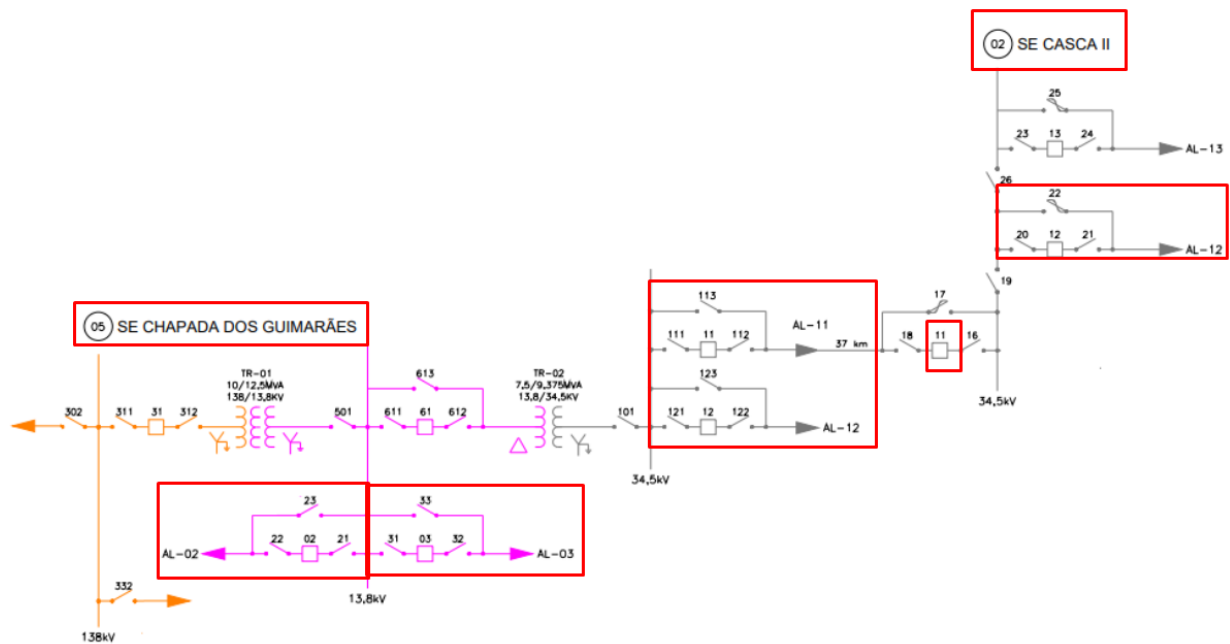 02 SE CASCA II
25
23 13 24
AL-13
26
22
20 12 21
AL-12
19
17
18 11 16
34,5kV
113
AL-11
111 11 112
37 km
123
121 12 122
AL-12
101
34,5kV
05 SE CHAPADA DOS GUIMARÃES
TR-01
10/12,5MVA
138/13,8KV
302 311 31 312
501
613
611 61 612
TR-02
7,5/9,375MVA
13,8/34,5KV
23
AL-02 22 02 21
33
31 03 32 AL-03
13,8kV
332
138kV